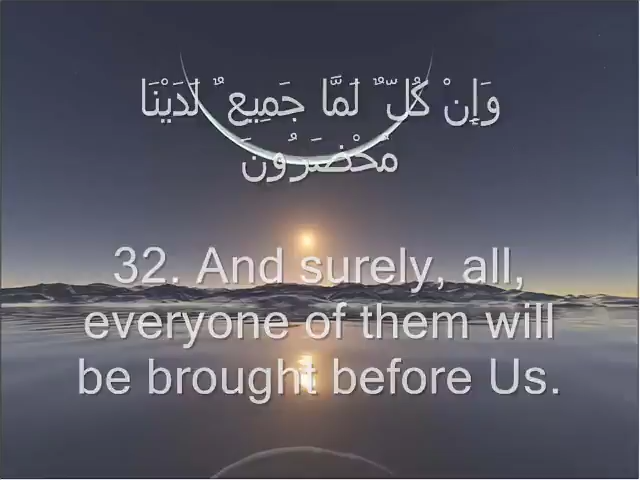 وَإِنْ كُلّ ٌ لَمَّا جَمِيع ٌ لَدَيْنَا
مُحْضَرُونَ
32. And surely, all,
everyone of them will
be brought before Us.